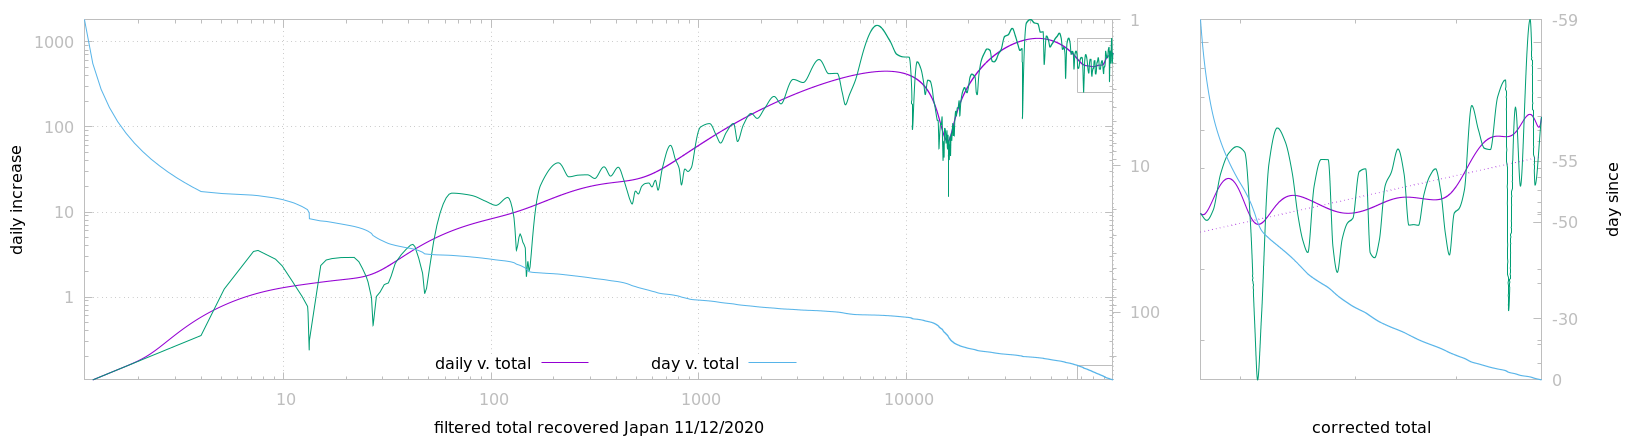 1000
100
10
1
daily increase
daily v. total
day v. total
10
100
1000
10000
filtered total recovered Japan 11/12/2020
1
10
100
-59
-55
-50
-30
0
day since
corrected total